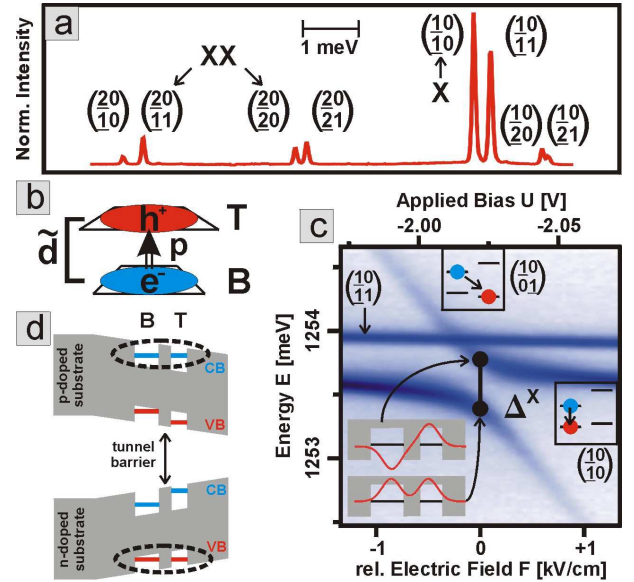 a
Norm. Intensity
XX
1 meV
X
(20
10)
(20
11)
(20
20)
(20
21)
(10
10)
(10
11)
(10
20)
(10
21)
b
d̃
h⁺
p
e⁻
T
B
c
Applied Bias U [V]
-2.00
-2.05
Energy E [meV]
1254
1253
(10
11)
(10
01)
Δˣ
(10
10)
-1
0
+1
rel. Electric Field F [kV/cm]
d
B T
p-doped
substrate
CB
VB
tunnel
barrier
n-doped
substrate
CB
VB